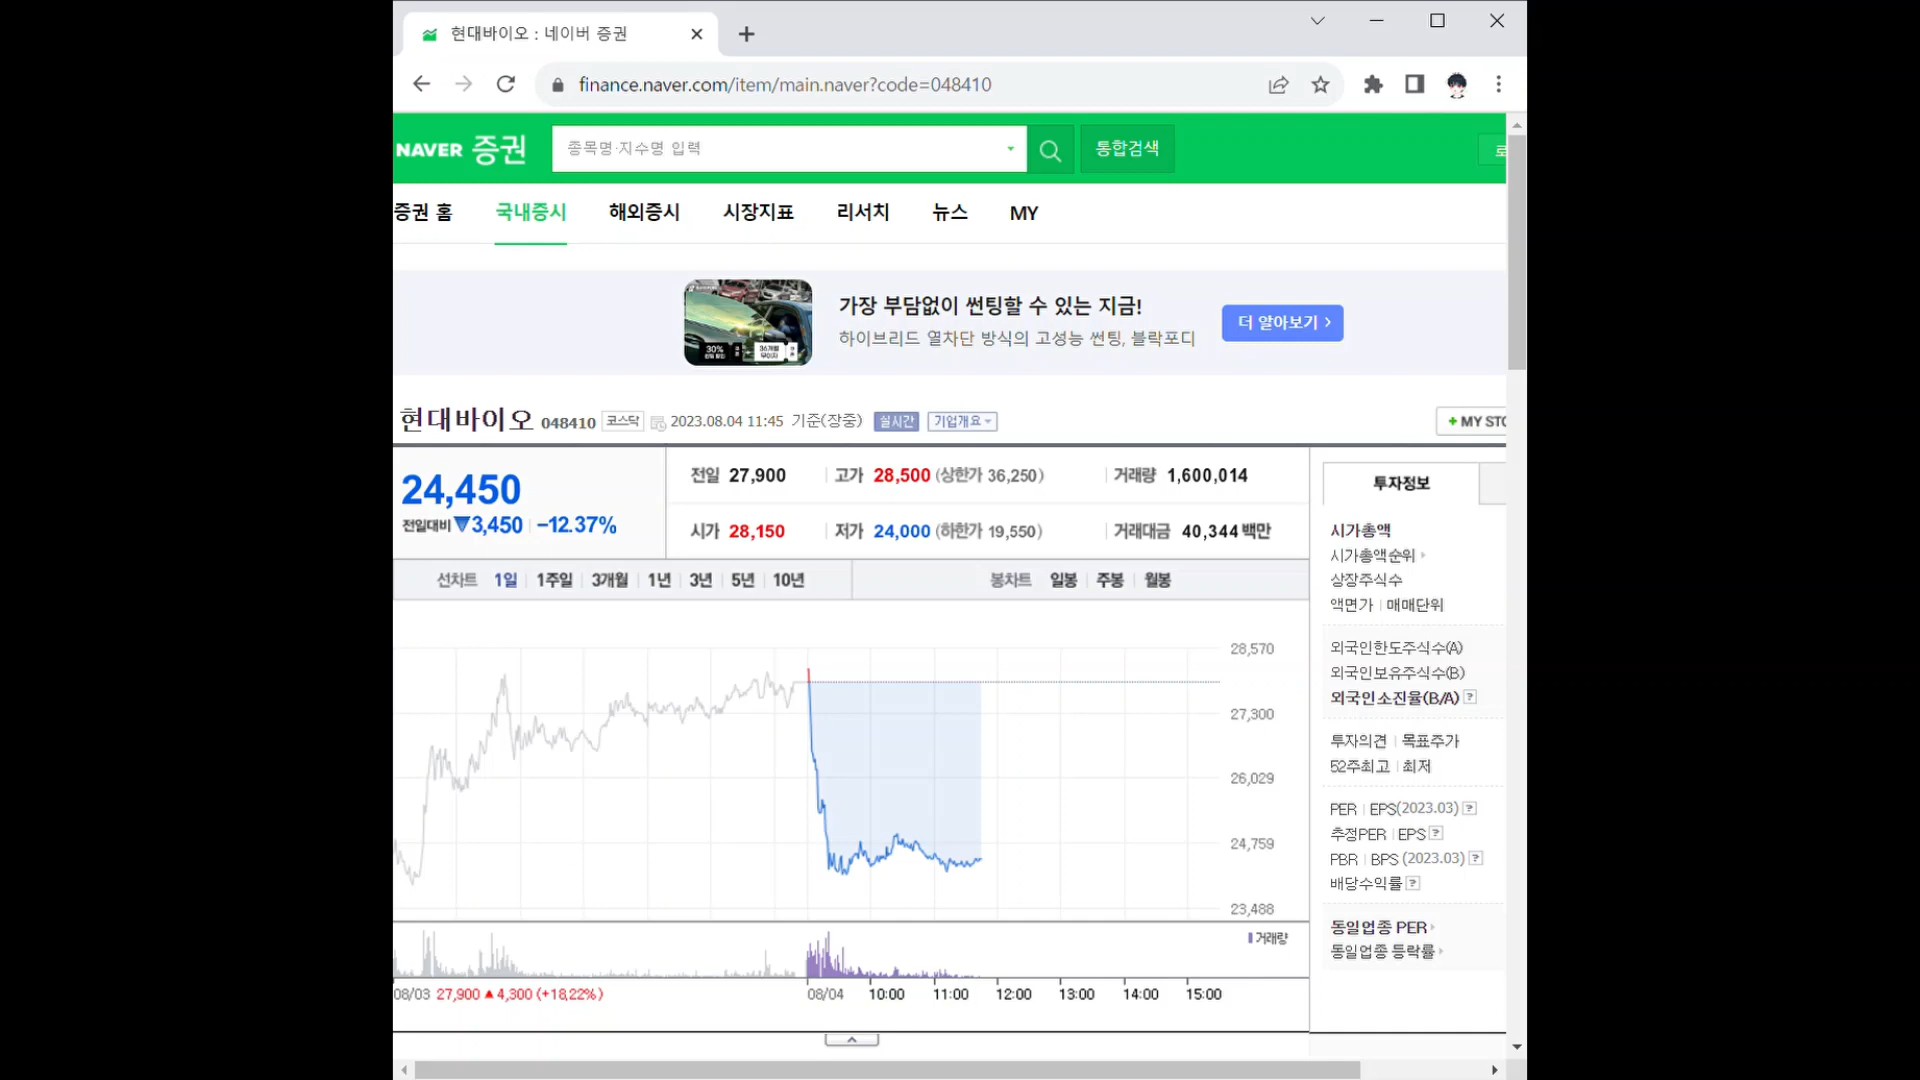 현대바이오 : 네이버 증권
finance.naver.com/item/main.naver?code=048410
NAVER 증권
종목명·지수명 입력
통합검색
로
증권 홈 국내증시 해외증시 시장지표 리서치 뉴스 MY
30%
36개월
무이자
가장 부담없이 썬팅할 수 있는 지금!
하이브리드 열차단 방식의 고성능 썬팅, 블락포디
더 알아보기
현대바이오 048410 코스닥 2023.08.04 11:45 기준(장중) 실시간 기업개요
+ MY STO
24,450
전일대비 ▼3,450 -12.37%
전일 27,900 고가 28,500 (상한가 36,250) 거래량 1,600,014
시가 28,150 저가 24,000 (하한가 19,550) 거래대금 40,344 백만
선차트 1일 1주일 3개월 1년 3년 5년 10년 봉차트 일봉 주봉 월봉
28,570
27,300
26,029
24,759
23,488
거래량
08/03 27,900 ▲ 4,300 (+18,22%) 08/04 10:00 11:00 12:00 13:00 14:00 15:00
투자정보
시가총액
시가총액순위
상장주식수
액면가 | 매매단위
외국인한도주식수(A)
외국인보유주식수(B)
외국인소진율(B/A) ?
투자의견 | 목표주가
52주최고 | 최저
PER | EPS(2023.03) ?
추정PER | EPS ?
PBR | BPS (2023.03) ?
배당수익률 ?
동일업종 PER
동일업종 등락률